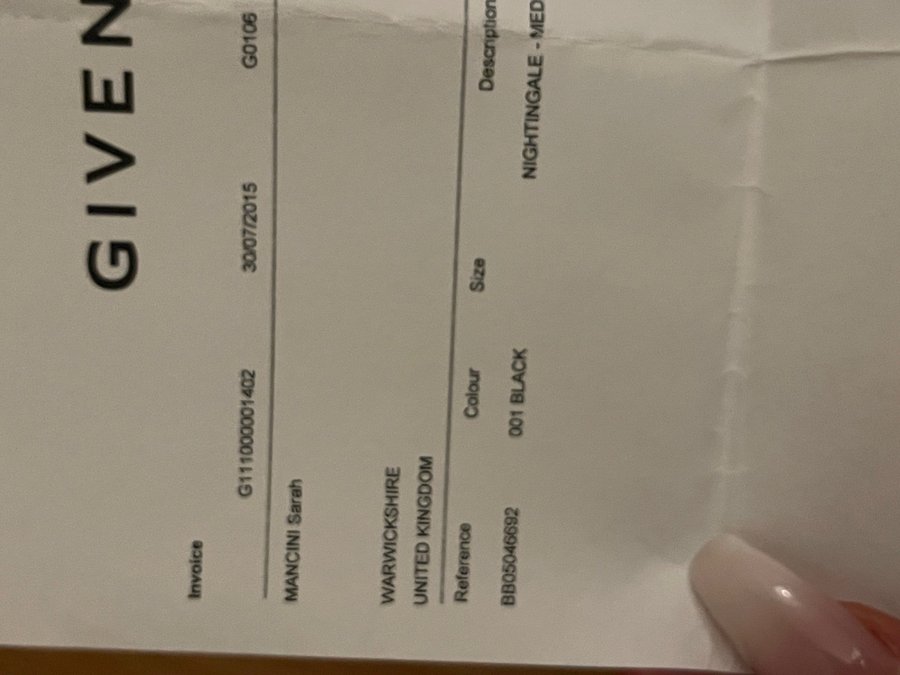 GIVEN
Invoice
G111000001402 30/07/2015 G0106
MANCINI Sarah
WARWICKSHIRE
UNITED KINGDOM
Reference Colour Size Description
BB05046692 001 BLACK NIGHTINGALE - MED